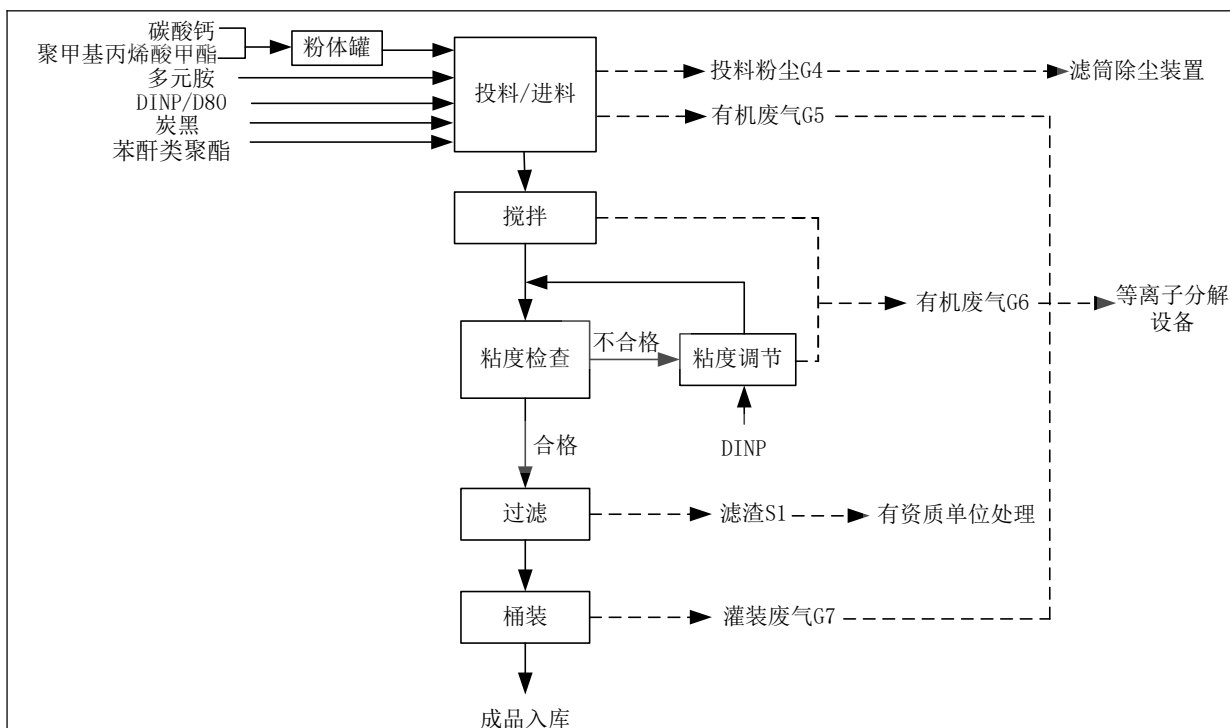 碳酸钙
聚甲基丙烯酸甲酯
粉体罐
多元胺
DINP/D80
炭黑
苯酐类聚酯
投料/进料
投料粉尘G4
滤筒除尘装置
有机废气G5
搅拌
有机废气G6
等离子分解
设备
粘度检查
不合格
粘度调节
合格
DINP
过滤
滤渣S1
有资质单位处理
桶装
灌装废气G7
成品入库